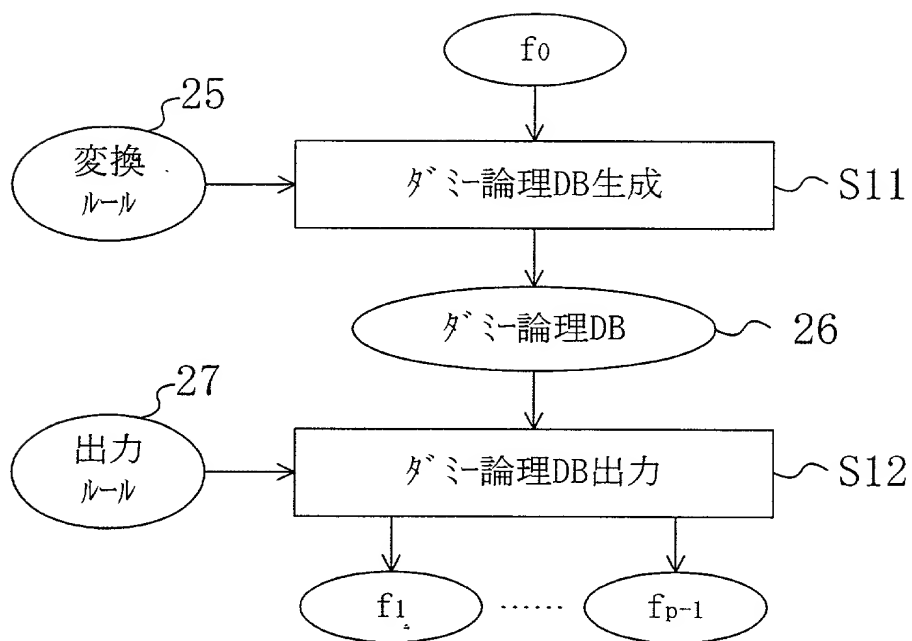 f0
25
変換
ルール
ダミー論理DB生成
S11
ダミー論理DB
26
27
出力
ルール
ダミー論理DB出力
S12
f1
......
fp-1